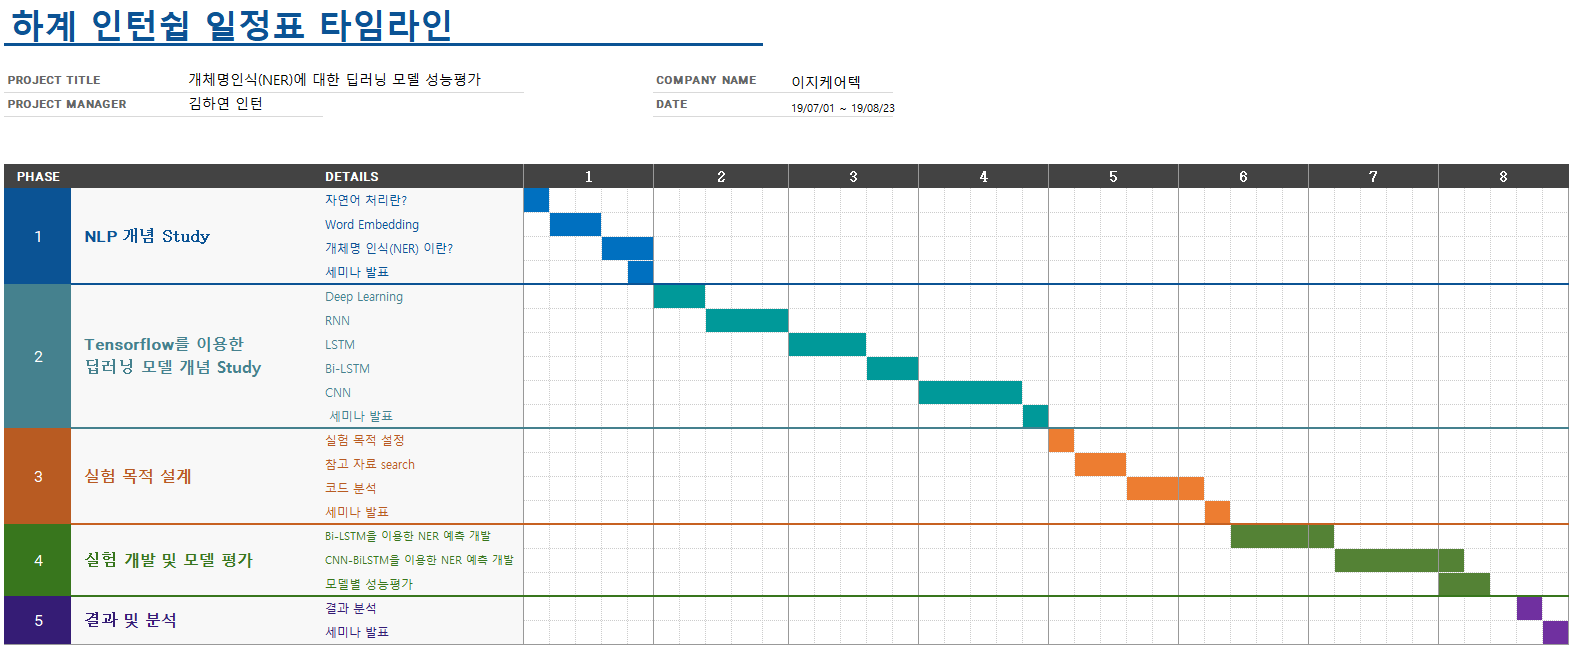 하계 인턴쉽 일정표 타임라인
PROJECT TITLE 개체명인식(NER)에 대한 딥러닝 모델 성능평가 COMPANY NAME 이지케어텍
PROJECT MANAGER 김하연 인턴 DATE 19/07/01 ~ 19/08/23
PHASE DETAILS 1 2 3 4 5 6 7 8
1 NLP 개념 Study
자연어 처리란?
Word Embedding
개체명 인식(NER) 이란?
세미나 발표
2 Tensorflow를 이용한
딥러닝 모델 개념 Study
Deep Learning
RNN
LSTM
Bi-LSTM
CNN
세미나 발표
3 실험 목적 설계
실험 목적 설정
참고 자료 search
코드 분석
세미나 발표
4 실험 개발 및 모델 평가
Bi-LSTM을 이용한 NER 예측 개발
CNN-BiLSTM을 이용한 NER 예측 개발
모델별 성능평가
5 결과 및 분석
결과 분석
세미나 발표